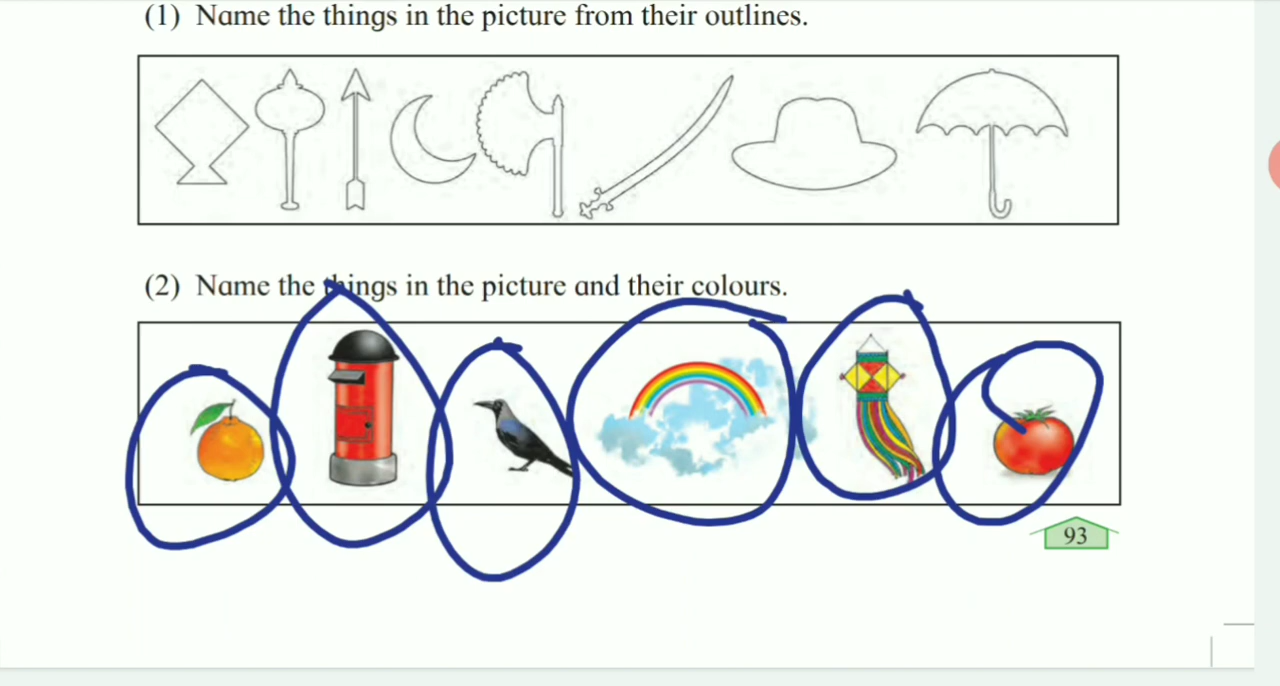 (1) Name the things in the picture from their outlines.
(2) Name the things in the picture and their colours.
93